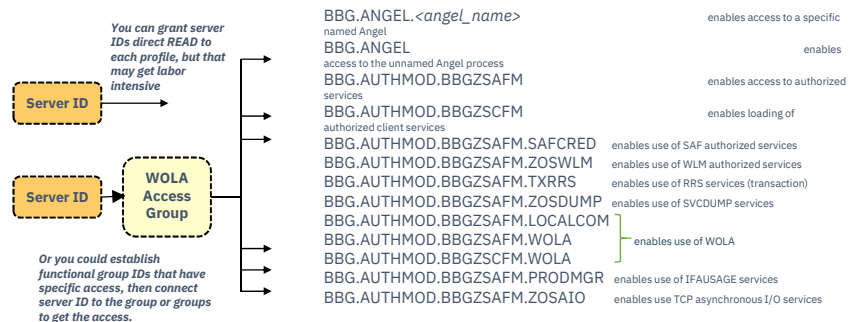 You can grant server
IDs direct READ to
each profile, but that
may get labor
intensive
Server ID
Server ID
WOLA
Access
Group
Or you could establish
functional group IDs that have
specific access, then connect
server ID to the group or groups
to get the access.
BBG.ANGEL.<angel_name> enables access to a specific
named Angel
BBG.ANGEL enables
access to the unnamed Angel process
BBG.AUTHMOD.BBGZSAFM enables access to authorized
services
BBG.AUTHMOD.BBGZSCFM enables loading of
authorized client services
BBG.AUTHMOD.BBGZSAFM.SAFCRED enables use of SAF authorized services
BBG.AUTHMOD.BBGZSAFM.ZOSWLM enables use of WLM authorized services
BBG.AUTHMOD.BBGZSAFM.TXRRS enables use of RRS services (transaction)
BBG.AUTHMOD.BBGZSAFM.ZOSDUMP enables use of SVCDUMP services
BBG.AUTHMOD.BBGZSAFM.LOCALCOM
BBG.AUTHMOD.BBGZSAFM.WOLA enables use of WOLA
BBG.AUTHMOD.BBGZSCFM.WOLA
BBG.AUTHMOD.BBGZSAFM.PRODMGR enables use of IFAUSAGE services
BBG.AUTHMOD.BBGZSAFM.ZOSAIO enables use TCP asynchronous I/O services